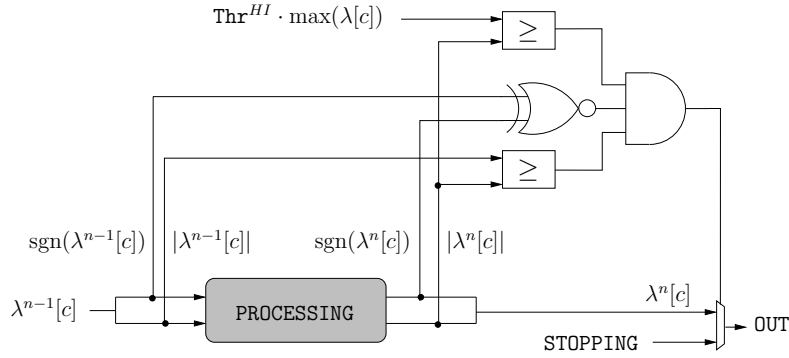 Thr^{HI} · max(λ[c])
≥
≥
sgn(λ^{n-1}[c]) |λ^{n-1}[c]| sgn(λ^n[c]) |λ^n[c]|
λ^{n-1}[c] PROCESSING λ^n[c]
OUT
STOPPING